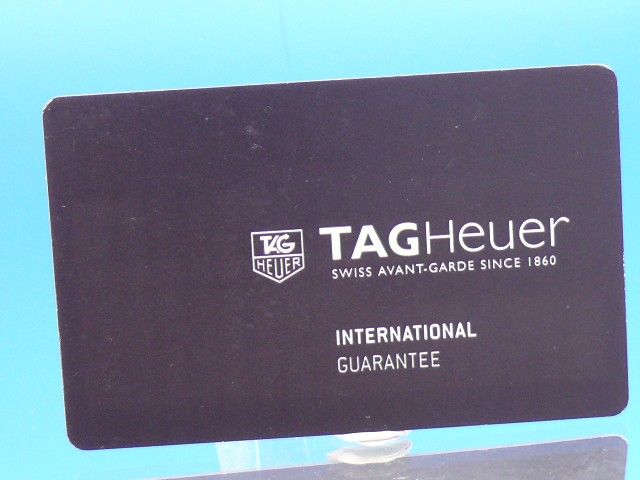 TAG
HEUER
TAGHeuer
SWISS AVANT-GARDE SINCE 1860
INTERNATIONAL
GUARANTEE